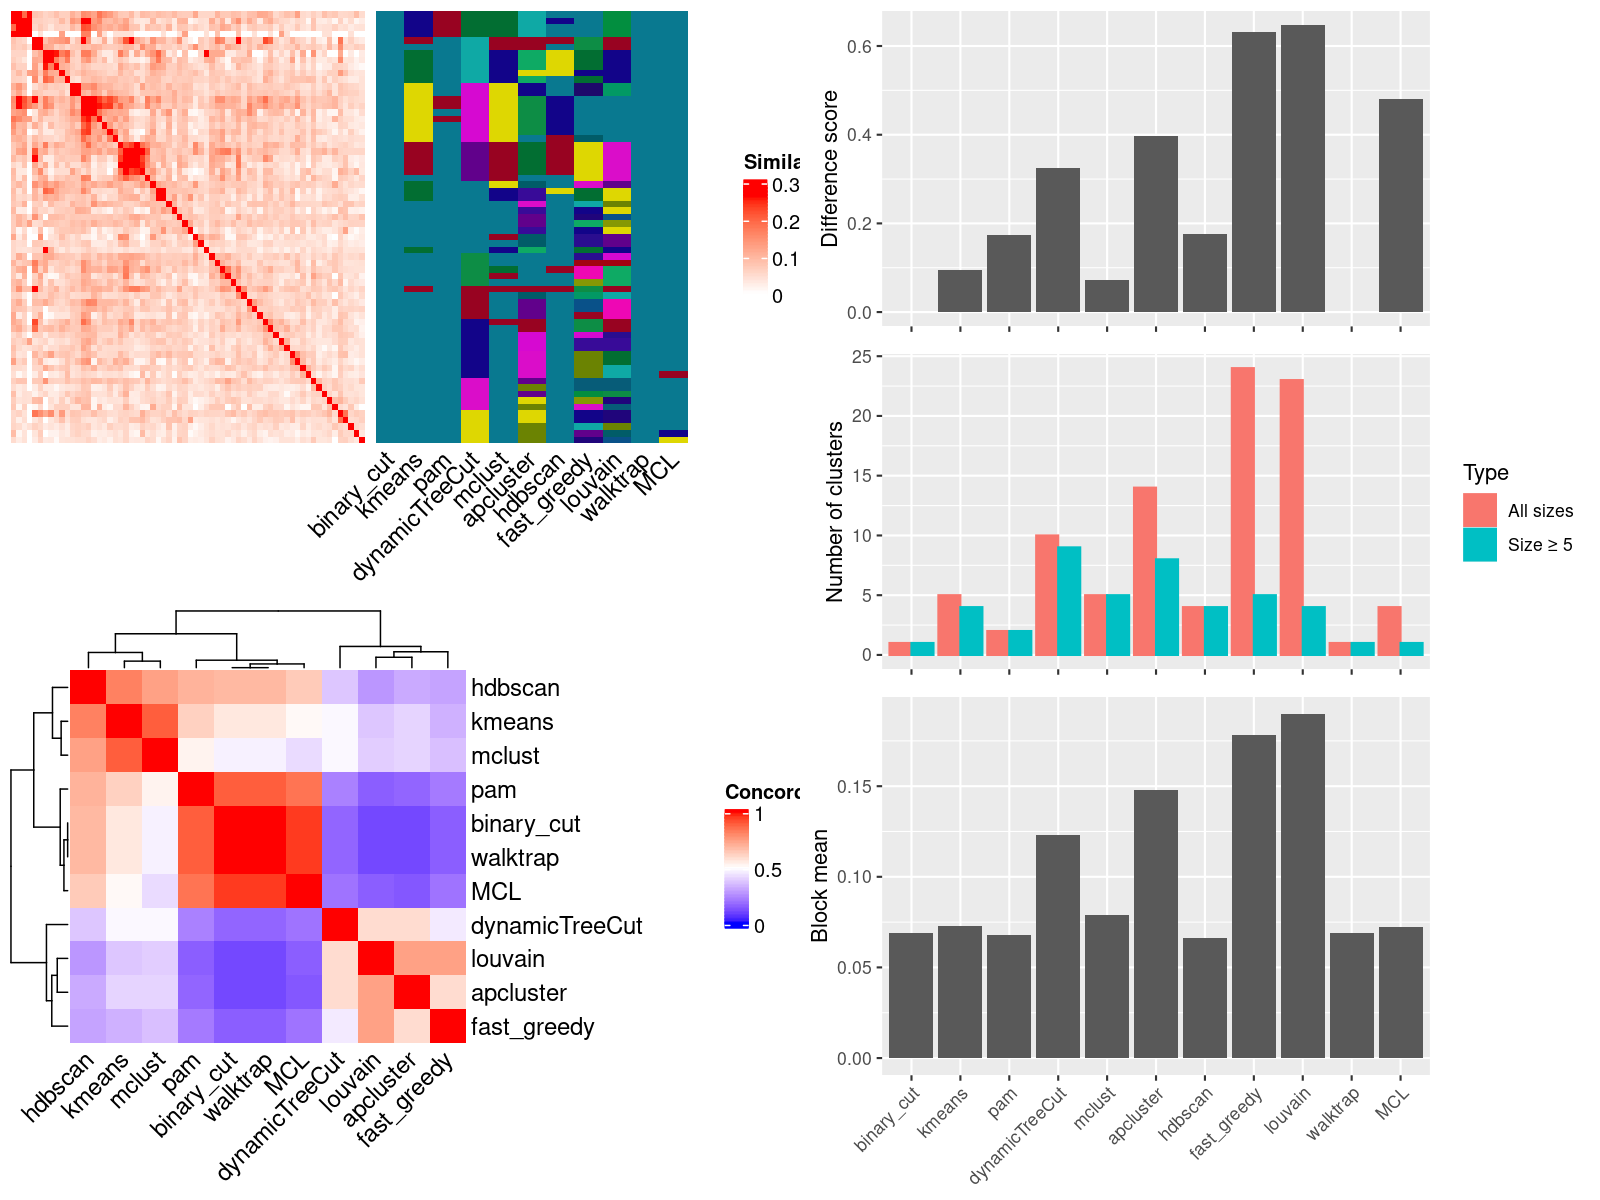 Simila
0.3
0.2
0.1
0
binary_cut
kmeans
pam
dynamicTreeCut
mclust
apcluster
hdbscan
fast_greedy
louvain
walktrap
MCL
hdbscan
kmeans
mclust
pam
binary_cut
walktrap
MCL
dynamicTreeCut
louvain
apcluster
fast_greedy
hdbscan
kmeans
mclust
pam
binary_cut
walktrap
MCL
dynamicTreeCut
louvain
apcluster
fast_greedy
Concord
1
0.5
0
Difference score
0.6
0.4
0.2
0.0
Number of clusters
25
20
15
10
5
0
Type
All sizes
Size ≥ 5
Block mean
0.15
0.10
0.05
0.00
binary_cut
kmeans
pam
dynamicTreeCut
mclust
apcluster
hdbscan
fast_greedy
louvain
walktrap
MCL